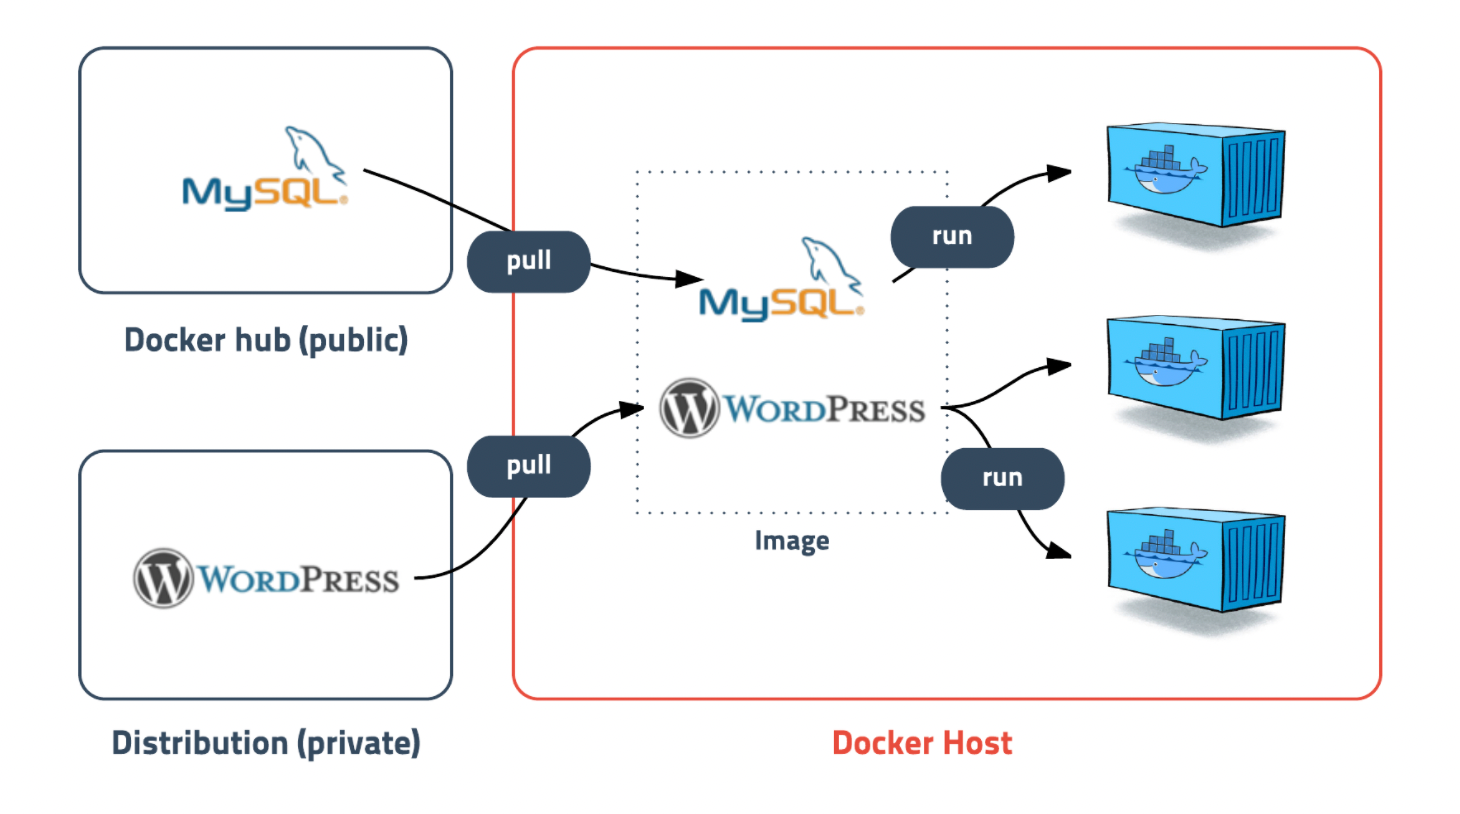 MySQL®
Docker hub (public)
pull
pull
WORDPRESS
Distribution (private)
MySQL®
WORDPRESS
Image
run
run
Docker Host